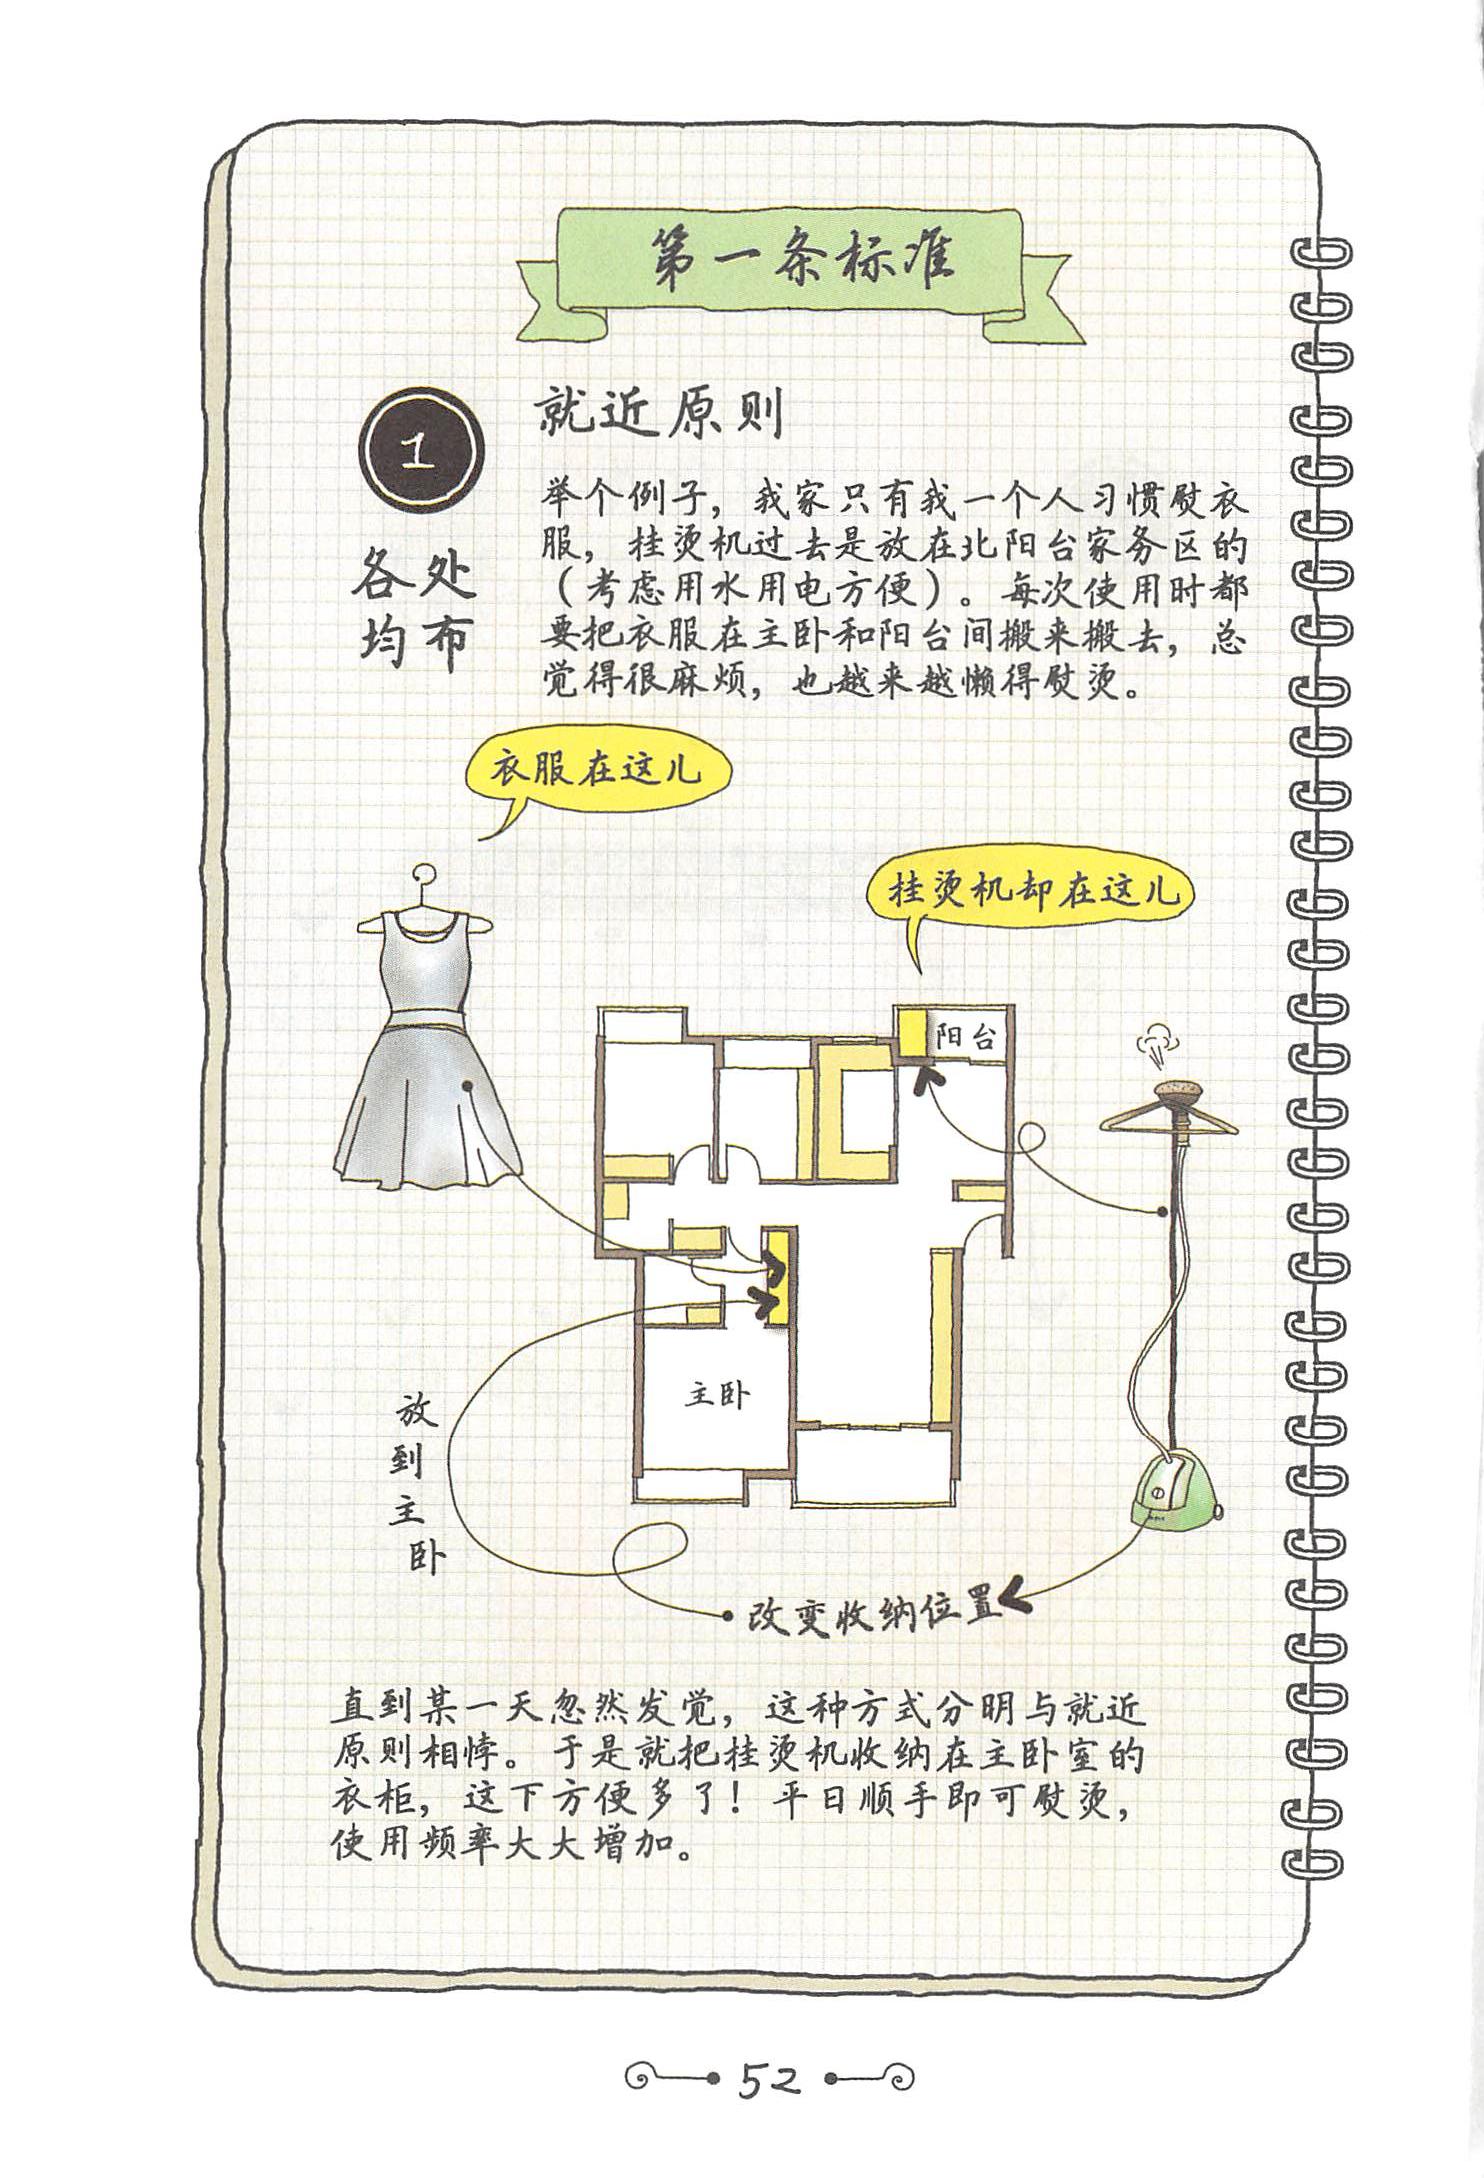 第一条标准
1
各处
均布
就近原则
举个例子，我家只有我一个人习惯熨衣
服，挂烫机过去是放在北阳台家务区的
（考虑用水用电方便）。每次使用时都
要把衣服在主卧和阳台间搬来搬去，总
觉得很麻烦，也越来越懒得熨烫。
衣服在这儿
挂烫机却在这儿
阳台
主卧
放
到
主
卧
改变收纳位置
直到某一天忽然发觉，这种方式分明与就近
原则相悖。于是就把挂烫机收纳在主卧室的
衣柜，这下方便多了！平日顺手即可熨烫，
使用频率大大增加。
52